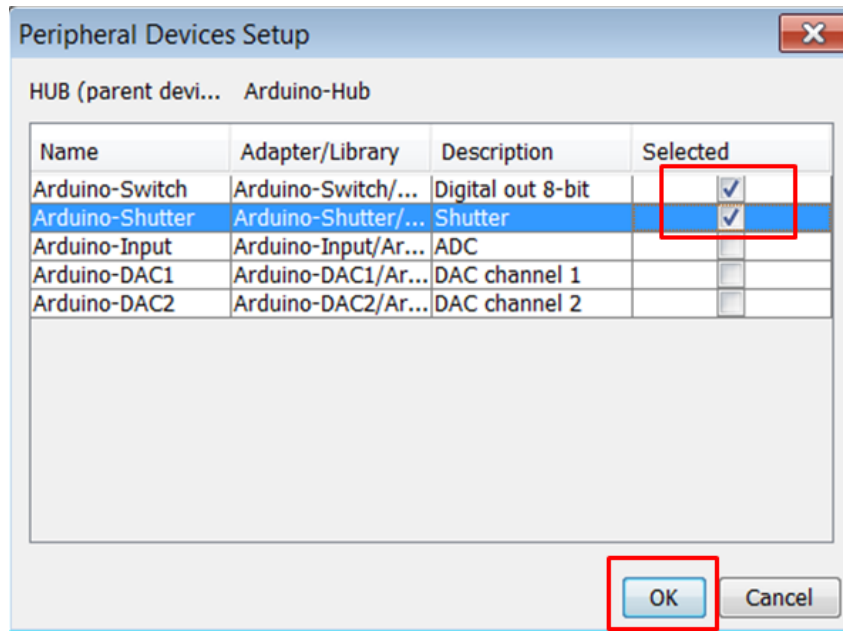 Peripheral Devices Setup
HUB (parent devi... Arduino-Hub
Name Adapter/Library Description Selected
Arduino-Switch Arduino-Switch/... Digital out 8-bit
Arduino-Shutter Arduino-Shutter/... Shutter
Arduino-Input Arduino-Input/Ar... ADC
Arduino-DAC1 Arduino-DAC1/Ar... DAC channel 1
Arduino-DAC2 Arduino-DAC2/Ar... DAC channel 2
OK Cancel